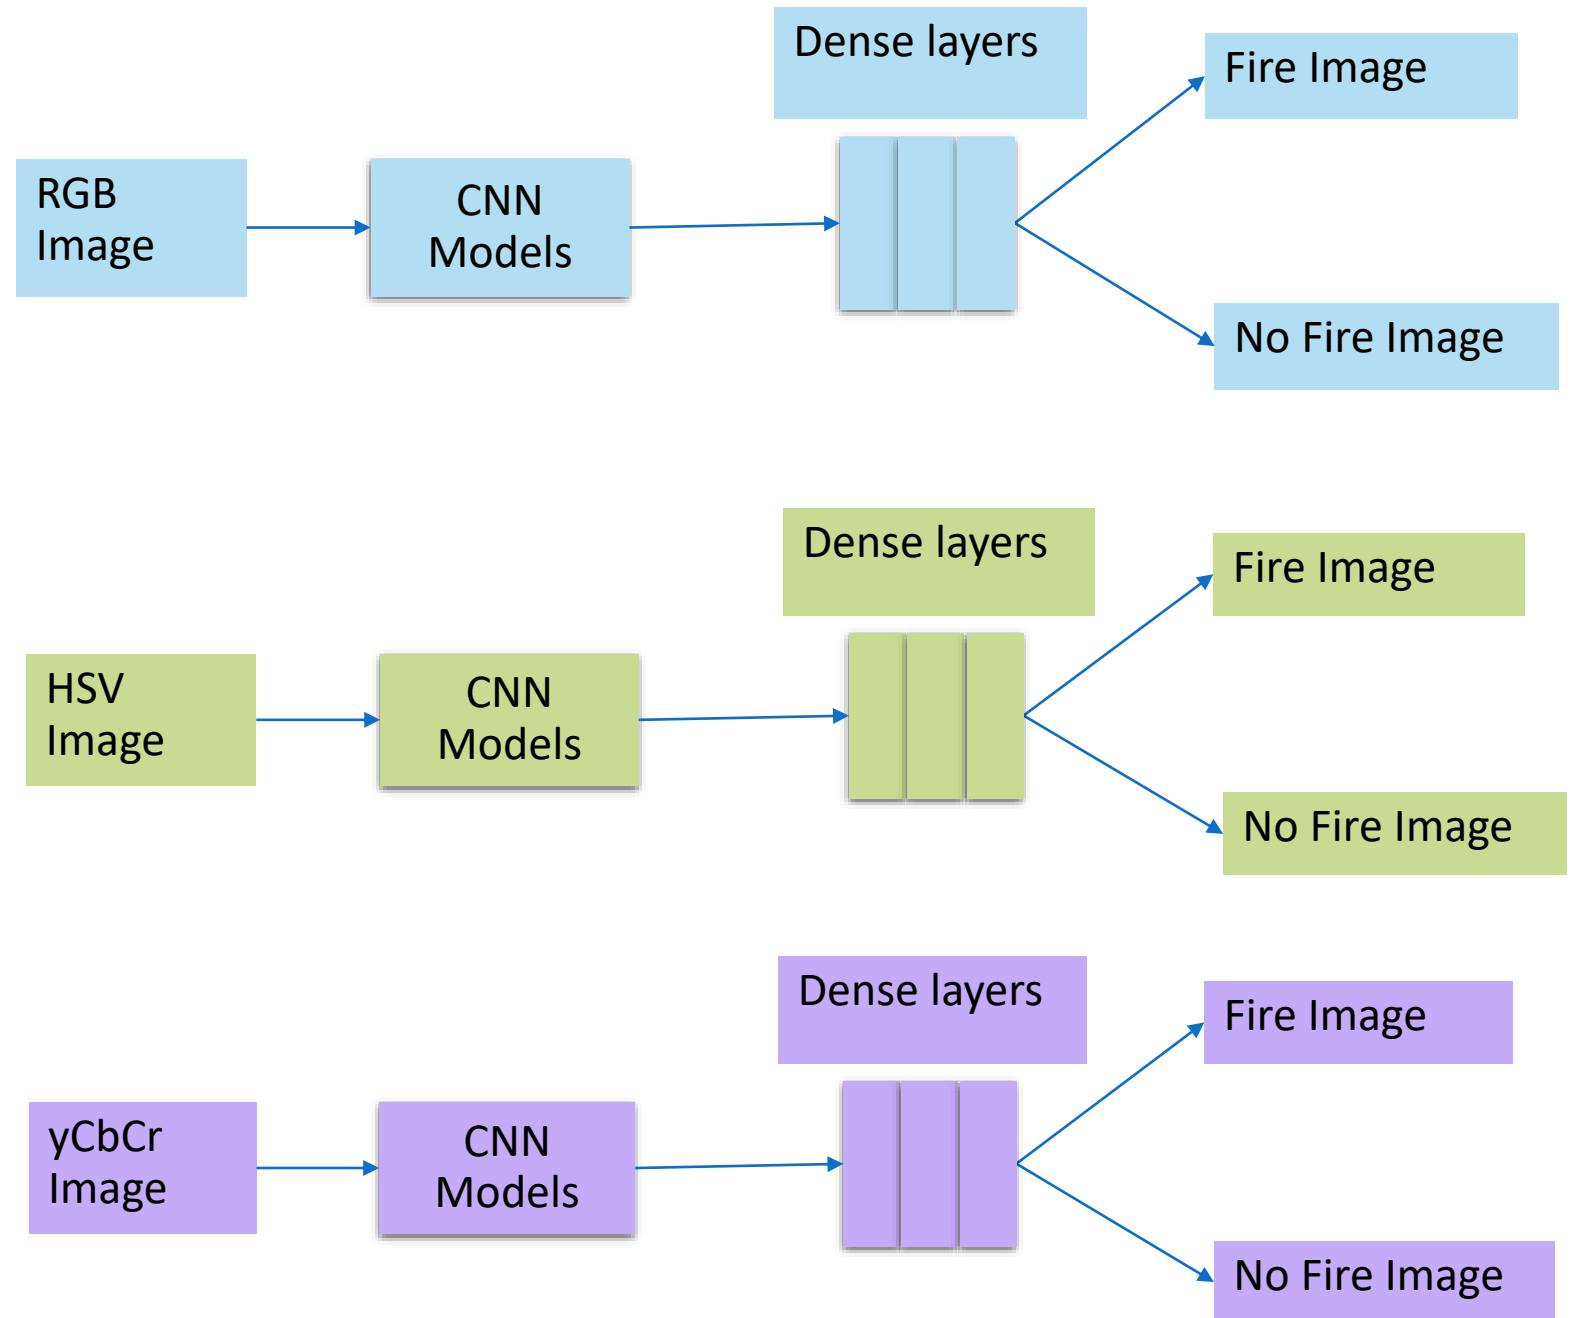 Dense layers
Fire Image
RGB
Image
CNN
Models
No Fire Image
Dense layers
Fire Image
HSV
Image
CNN
Models
No Fire Image
Dense layers
Fire Image
yCbCr
Image
CNN
Models
No Fire Image